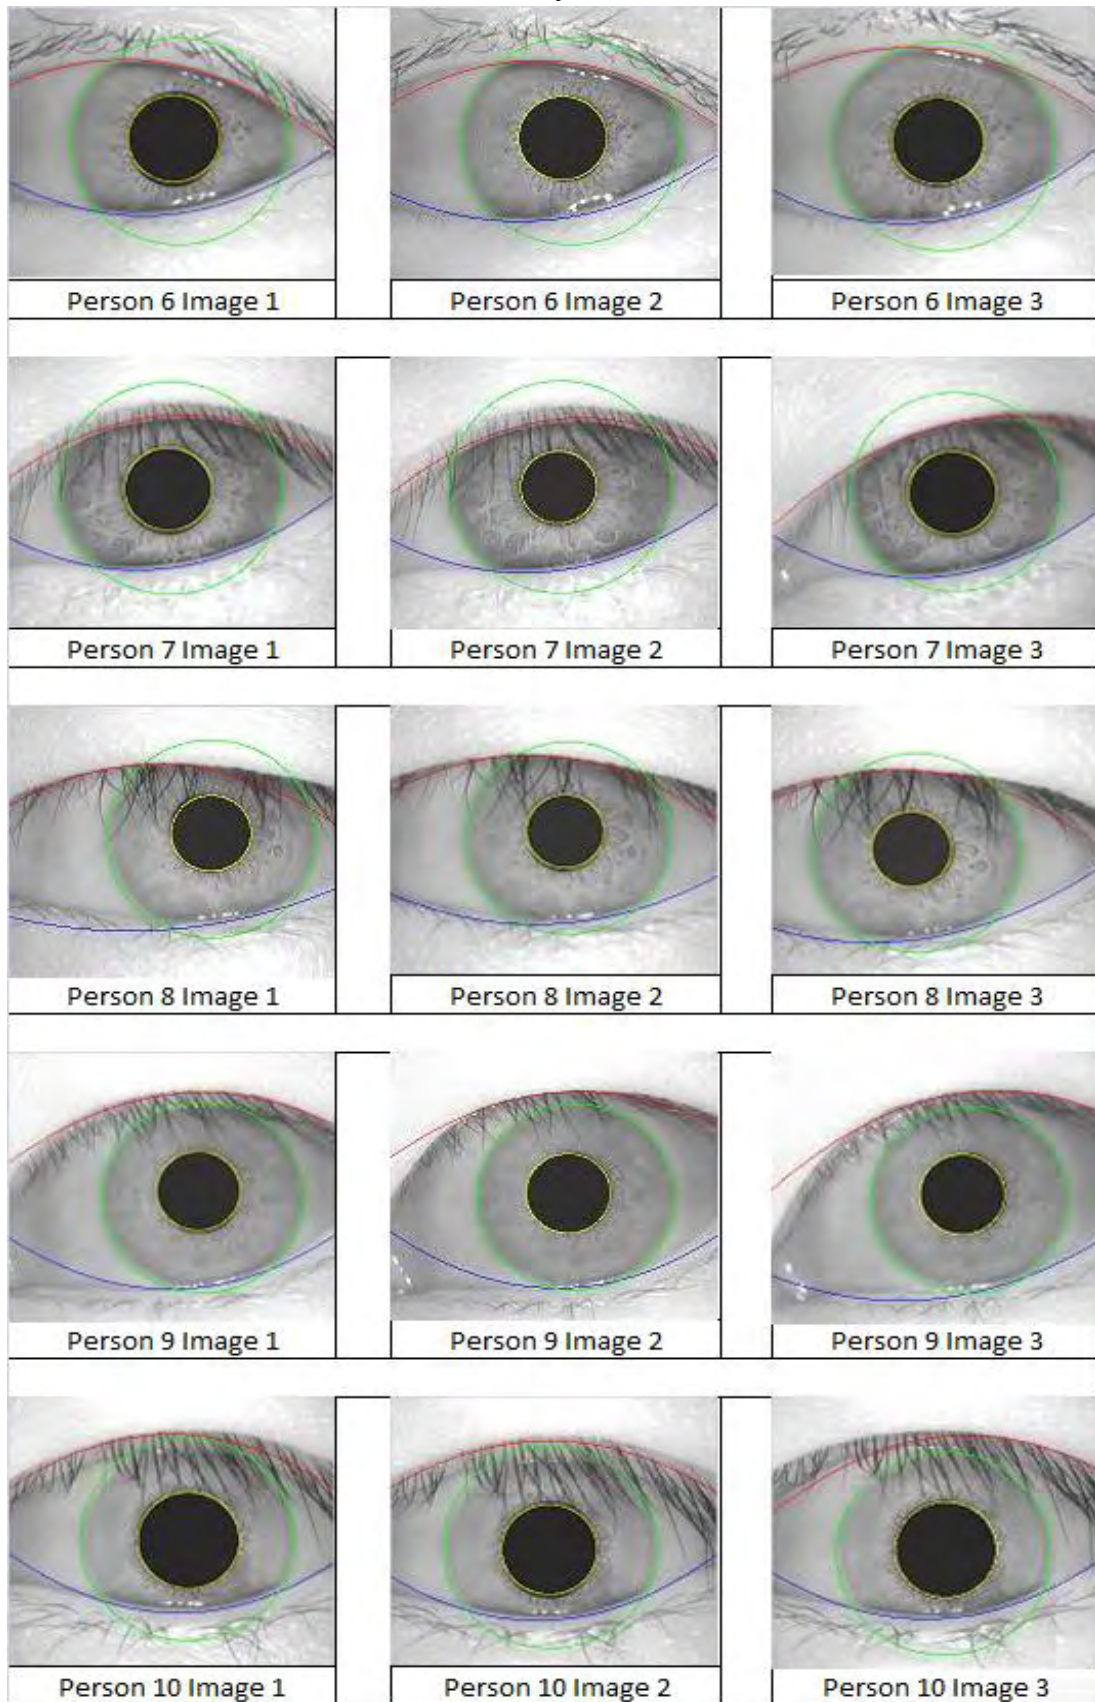 Person 6 Image 1
Person 6 Image 2
Person 6 Image 3
Person 7 Image 1
Person 7 Image 2
Person 7 Image 3
Person 8 Image 1
Person 8 Image 2
Person 8 Image 3
Person 9 Image 1
Person 9 Image 2
Person 9 Image 3
Person 10 Image 1
Person 10 Image 2
Person 10 Image 3